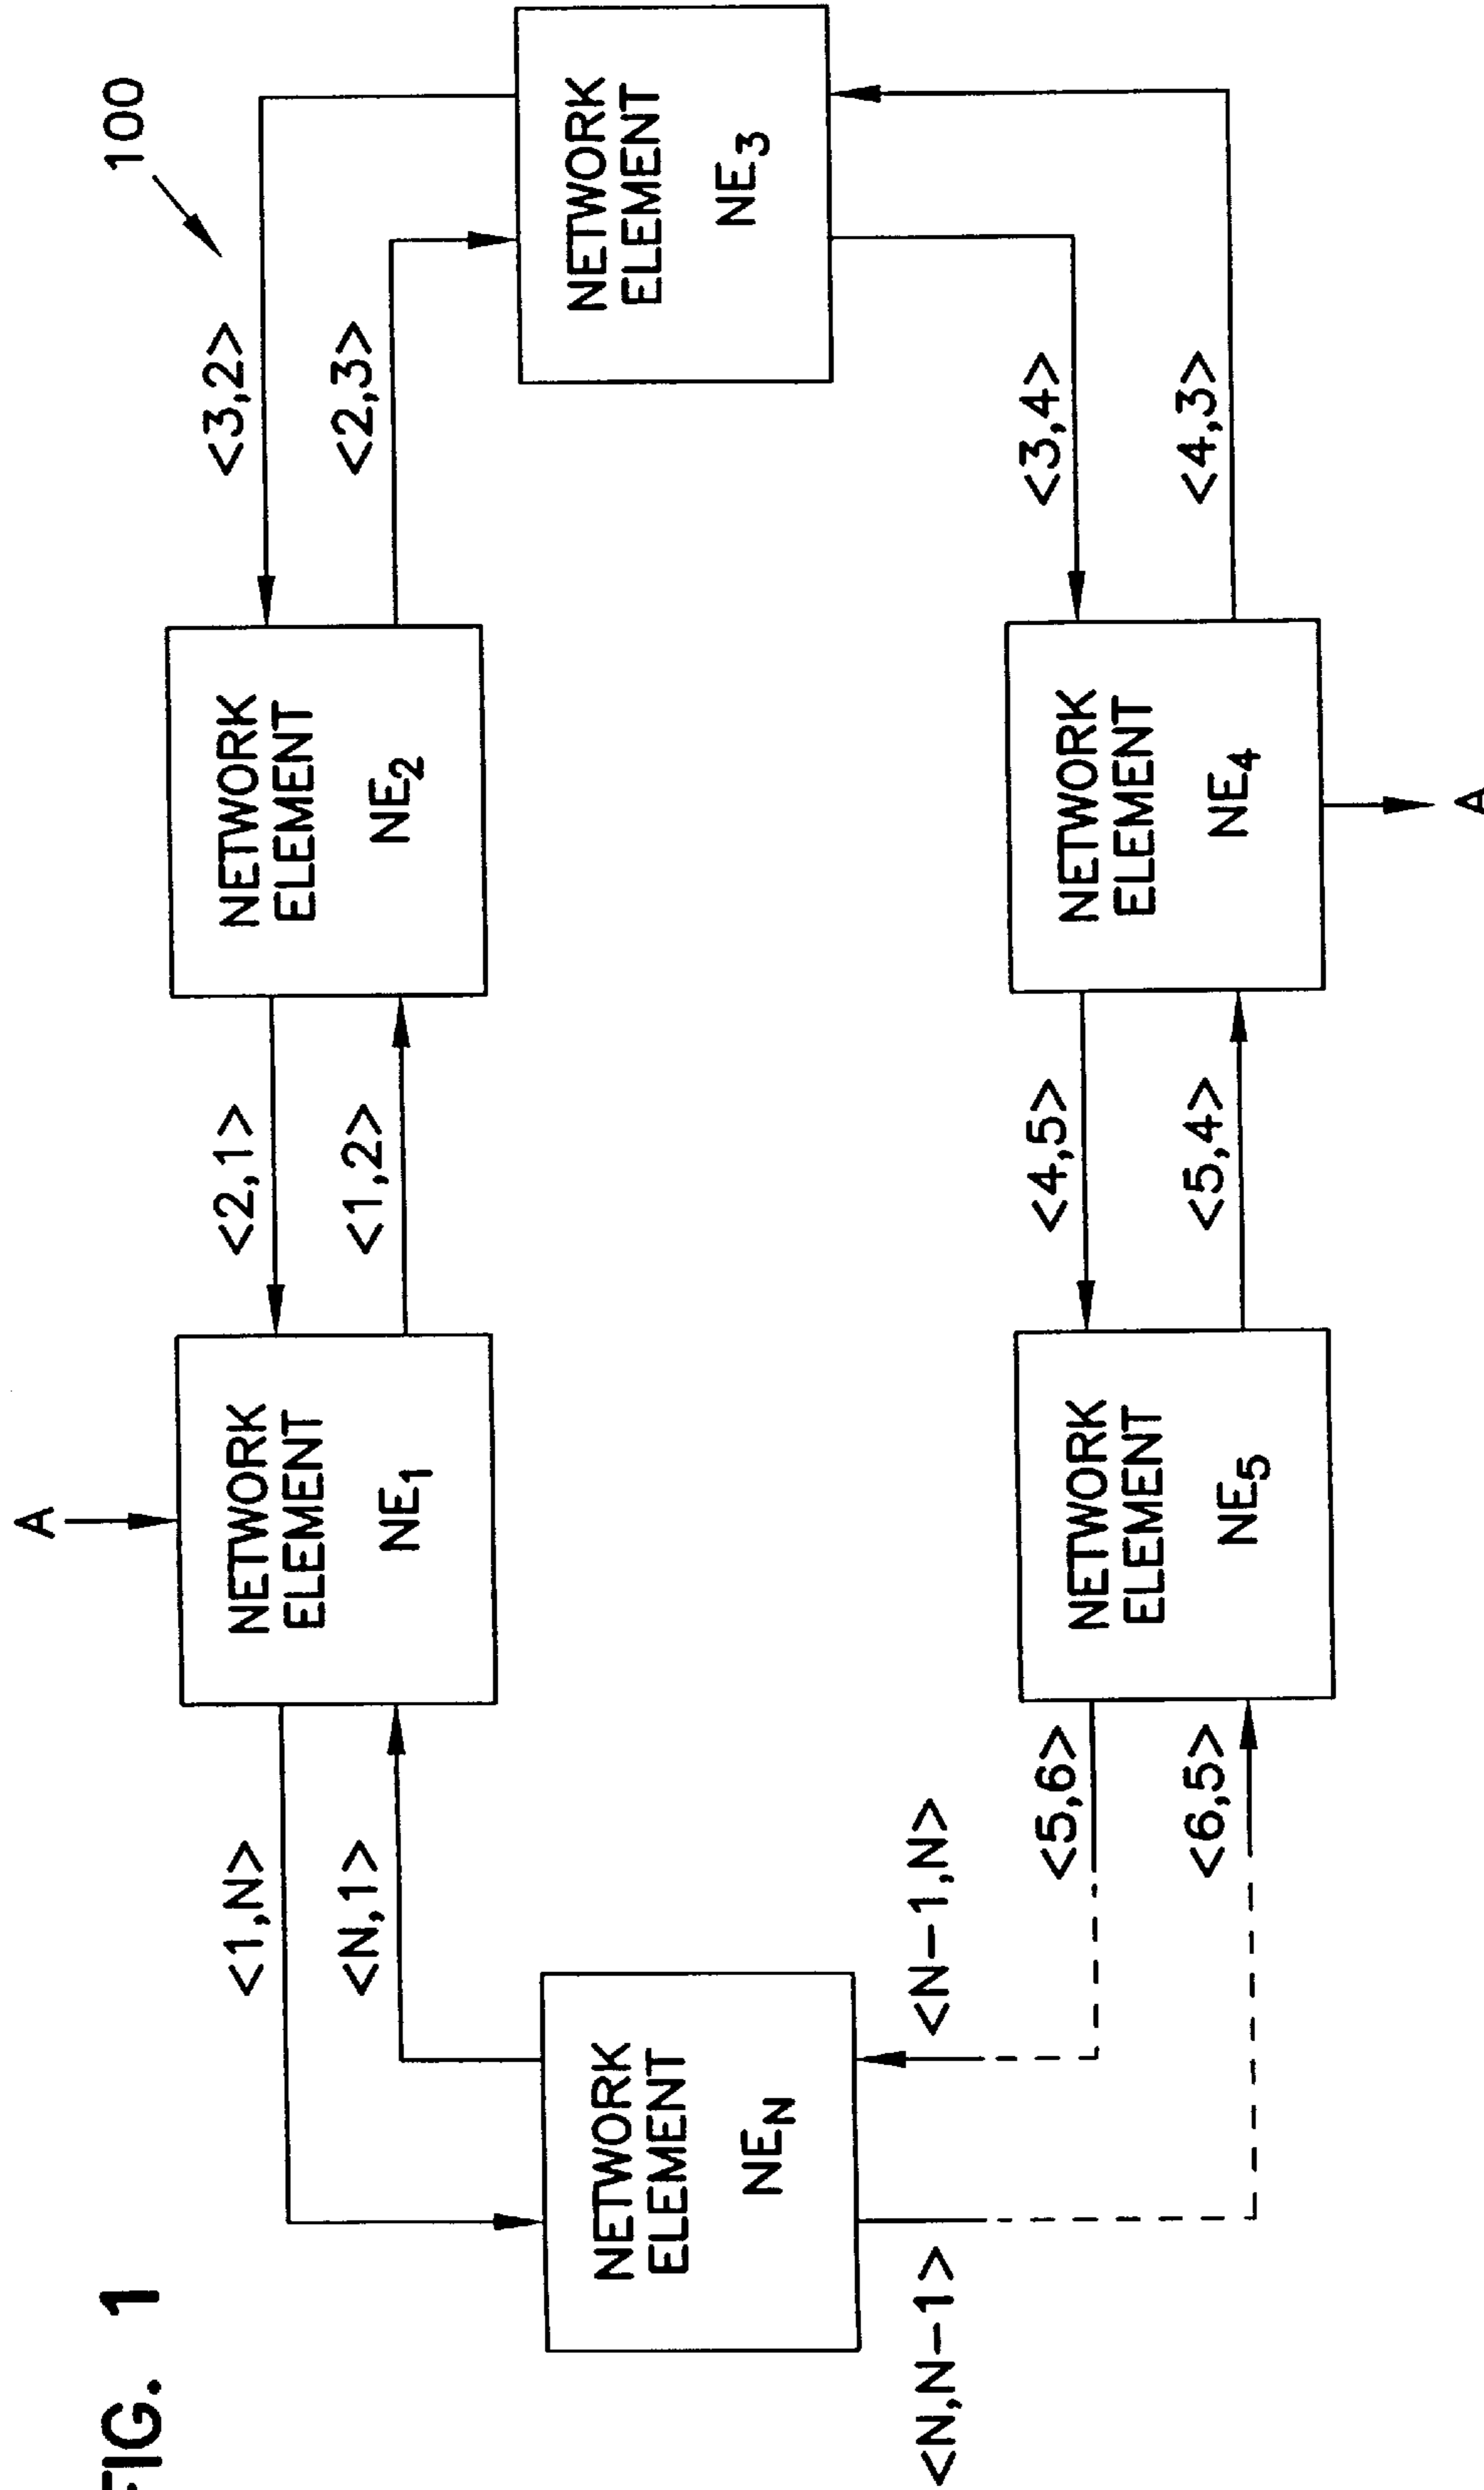 FIG. 1
100
A
<1,N>
<N,1>
<2,1>
<1,2>
<3,2>
<2,3>
NETWORK
ELEMENT
NE1
NETWORK
ELEMENT
NE2
NETWORK
ELEMENT
NEN
NETWORK
ELEMENT
NE3
<N,N-1>
<N-1,N>
<5,6>
<6,5>
<4,5>
<5,4>
<3,4>
<4,3>
NETWORK
ELEMENT
NE5
NETWORK
ELEMENT
NE4
A